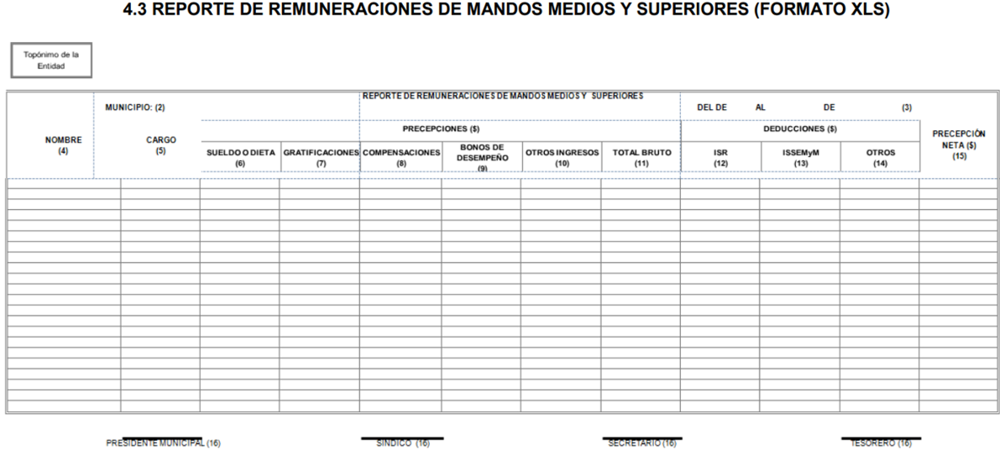 4.3 REPORTE DE REMUNERACIONES DE MANDOS MEDIOS Y SUPERIORES (FORMATO XLS)
Topónimo de la
Entidad
REPORTE DE REMUNERACIONES DE MANDOS MEDIOS Y SUPERIORES
MUNICIPIO: (2)
DEL DE AL DE (3)
NOMBRE
(4)
CARGO
(5)
PRECEPCIONES ($)
DEDUCCIONES ($)
PRECEPCIÓN
NETA ($)
(15)
SUELDO O DIETA
(6)
GRATIFICACIONES
(7)
COMPENSACIONES
(8)
BONOS DE
DESEMPEÑO
(9)
OTROS INGRESOS
(10)
TOTAL BRUTO
(11)
ISR
(12)
ISSEMyM
(13)
OTROS
(14)
PRESIDENTE MUNICIPAL (16)
SINDICO (16)
SECRETARIO (16)
TESORERO (16)